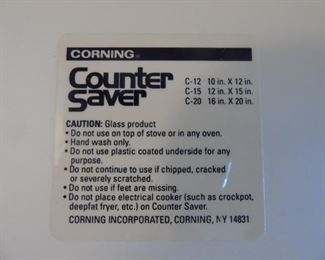 CORNING®
Counter Saver
C-12 10 in. X 12 in.
C-15 12 in. X 15 in.
C-20 16 in. X 20 in.
CAUTION: Glass product
• Do not use on top of stove or in any oven.
• Hand wash only.
• Do not use plastic coated underside for any
purpose.
• Do not continue to use if chipped, cracked
or severely scratched.
• Do not use if feet are missing.
• Do not place electrical cooker (such as crockpot,
deepfat fryer, etc.) on Counter Saver.
CORNING INCORPORATED, CORNING, NY 14831